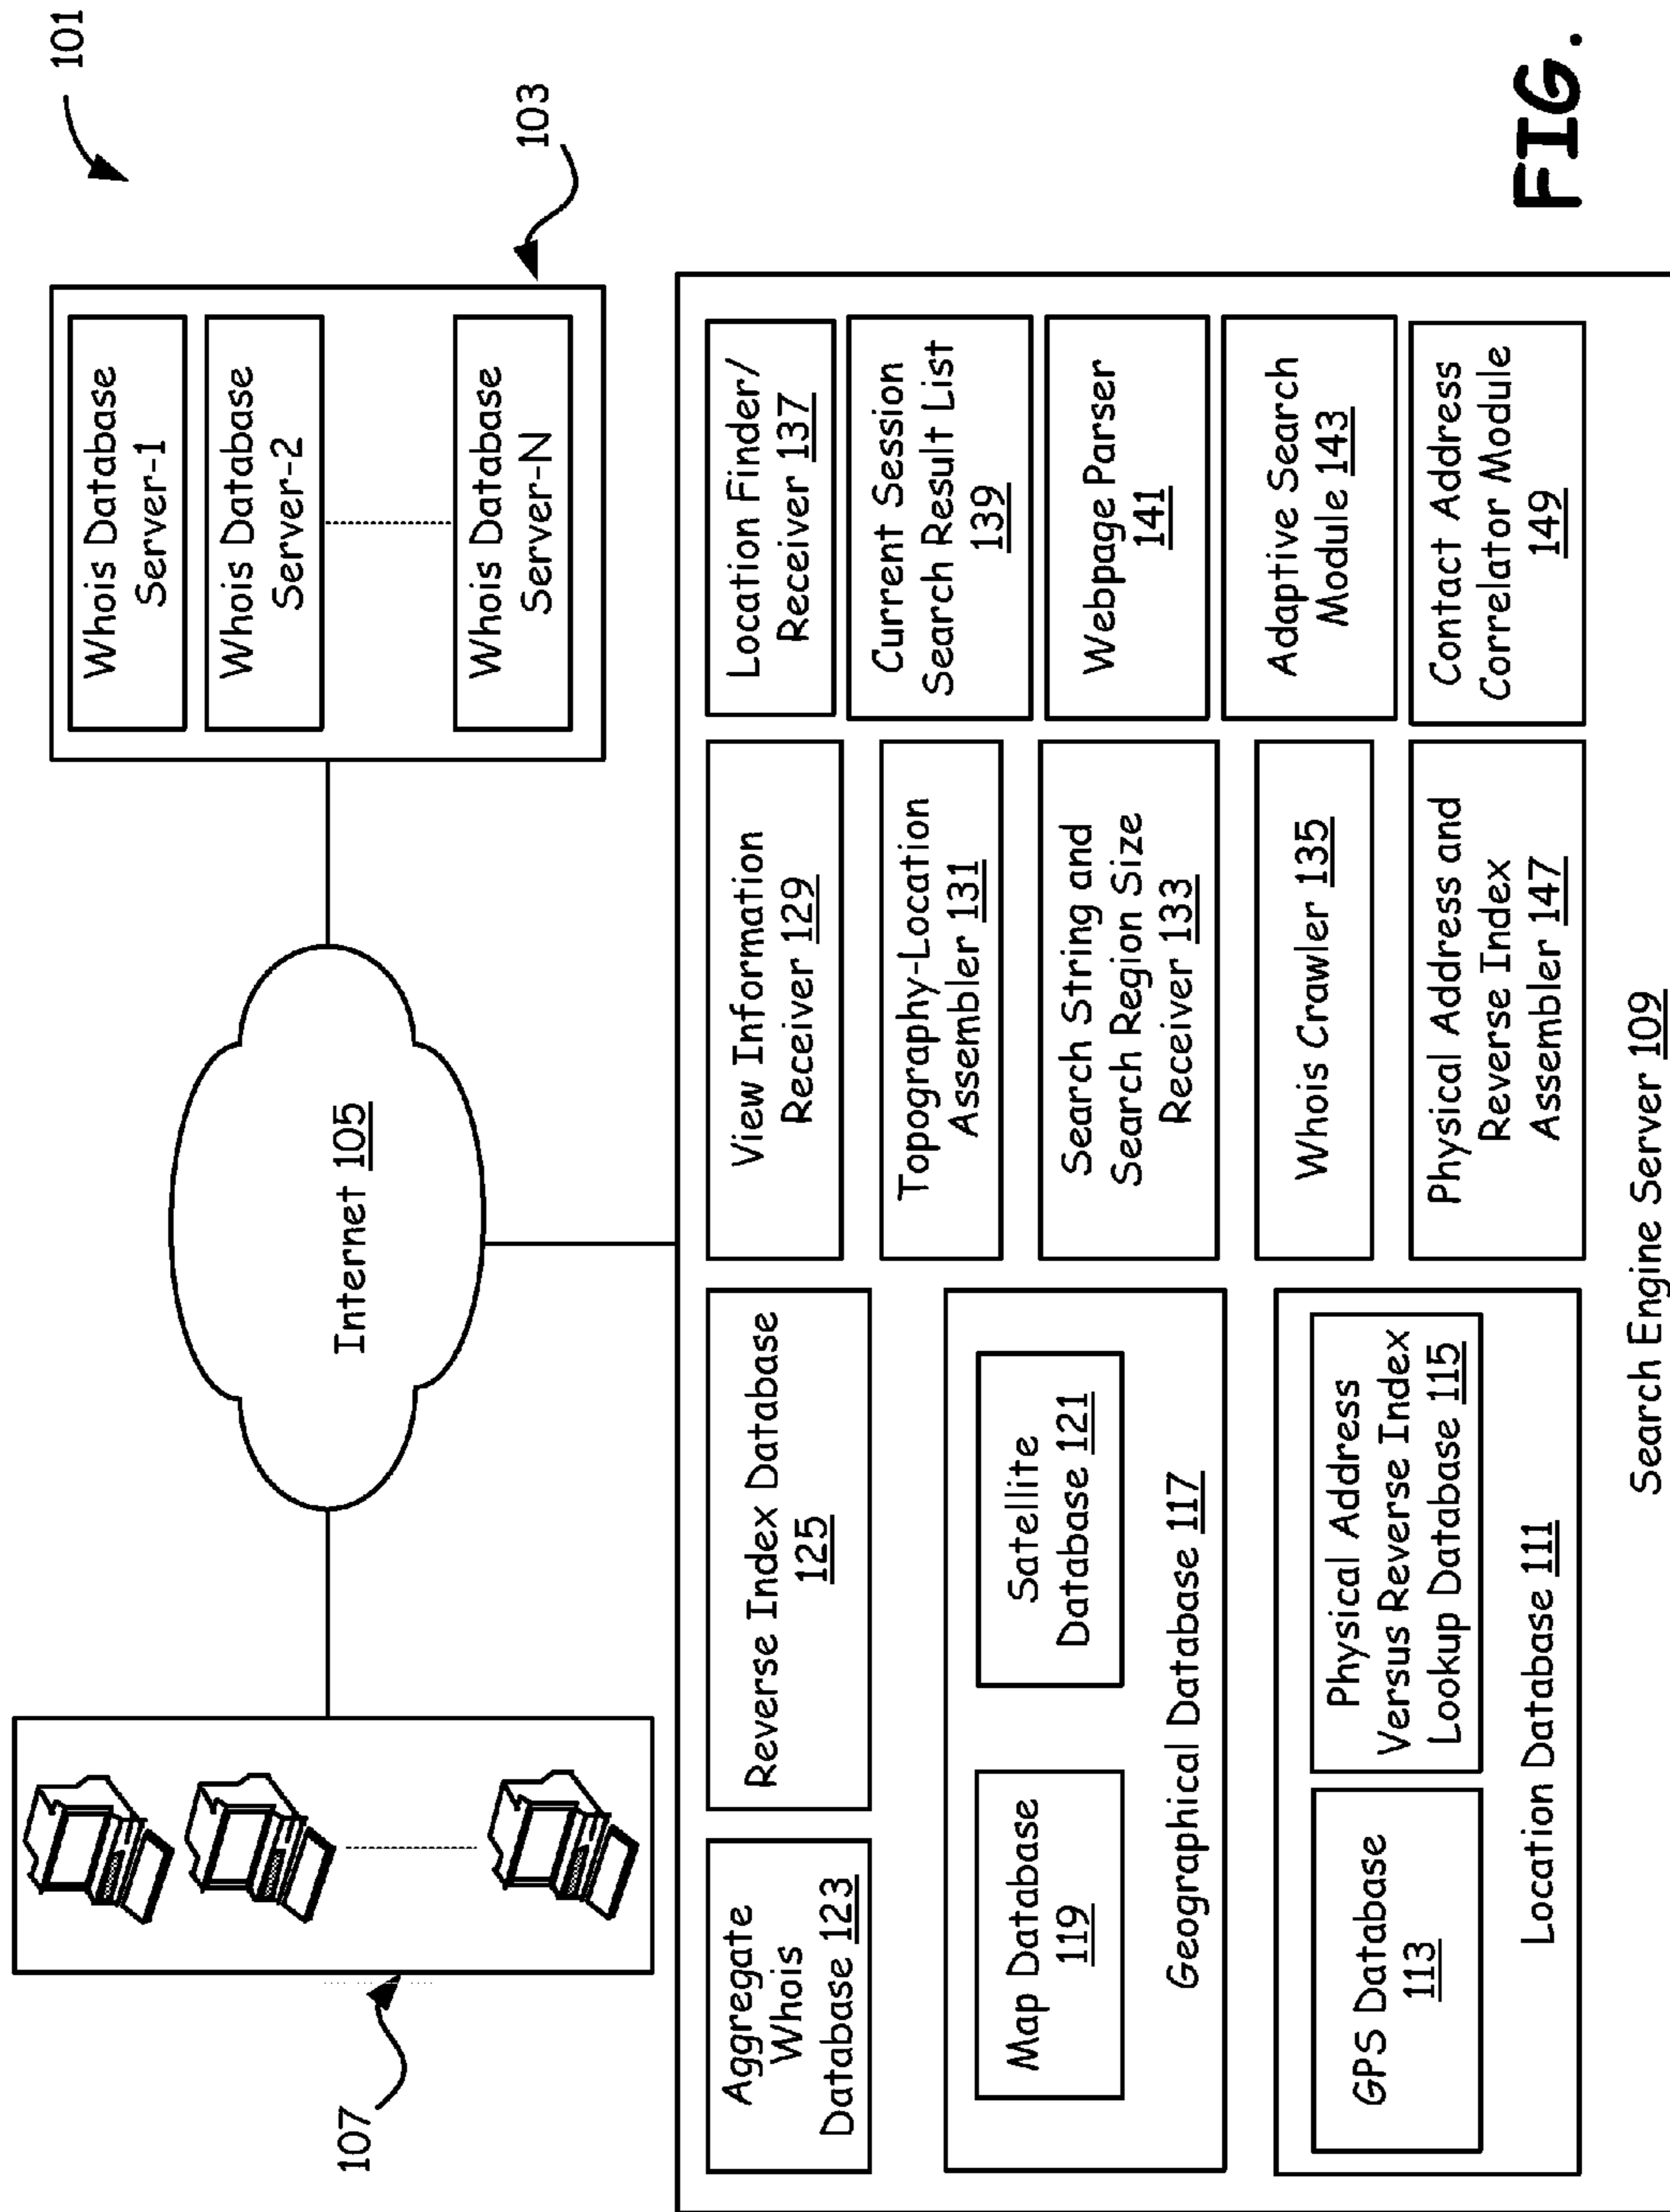 101
Whois Database
Server-1
Whois Database
Server-2
Whois Database
Server-N
103
Internet 105
107
Aggregate
Whois
Database 123
Reverse Index Database
125
Map Database
119
Satellite
Database 121
Geographical Database 117
GPS Database
113
Physical Address
Versus Reverse Index
Lookup Database 115
Location Database 111
View Information
Receiver 129
Topography-Location
Assembler 131
Search String and
Search Region Size
Receiver 133
Whois Crawler 135
Physical Address and
Reverse Index
Assembler 147
Location Finder/
Receiver 137
Current Session
Search Result List
139
Webpage Parser
141
Adaptive Search
Module 143
Contact Address
Correlator Module
149
Search Engine Server 109
FIG.